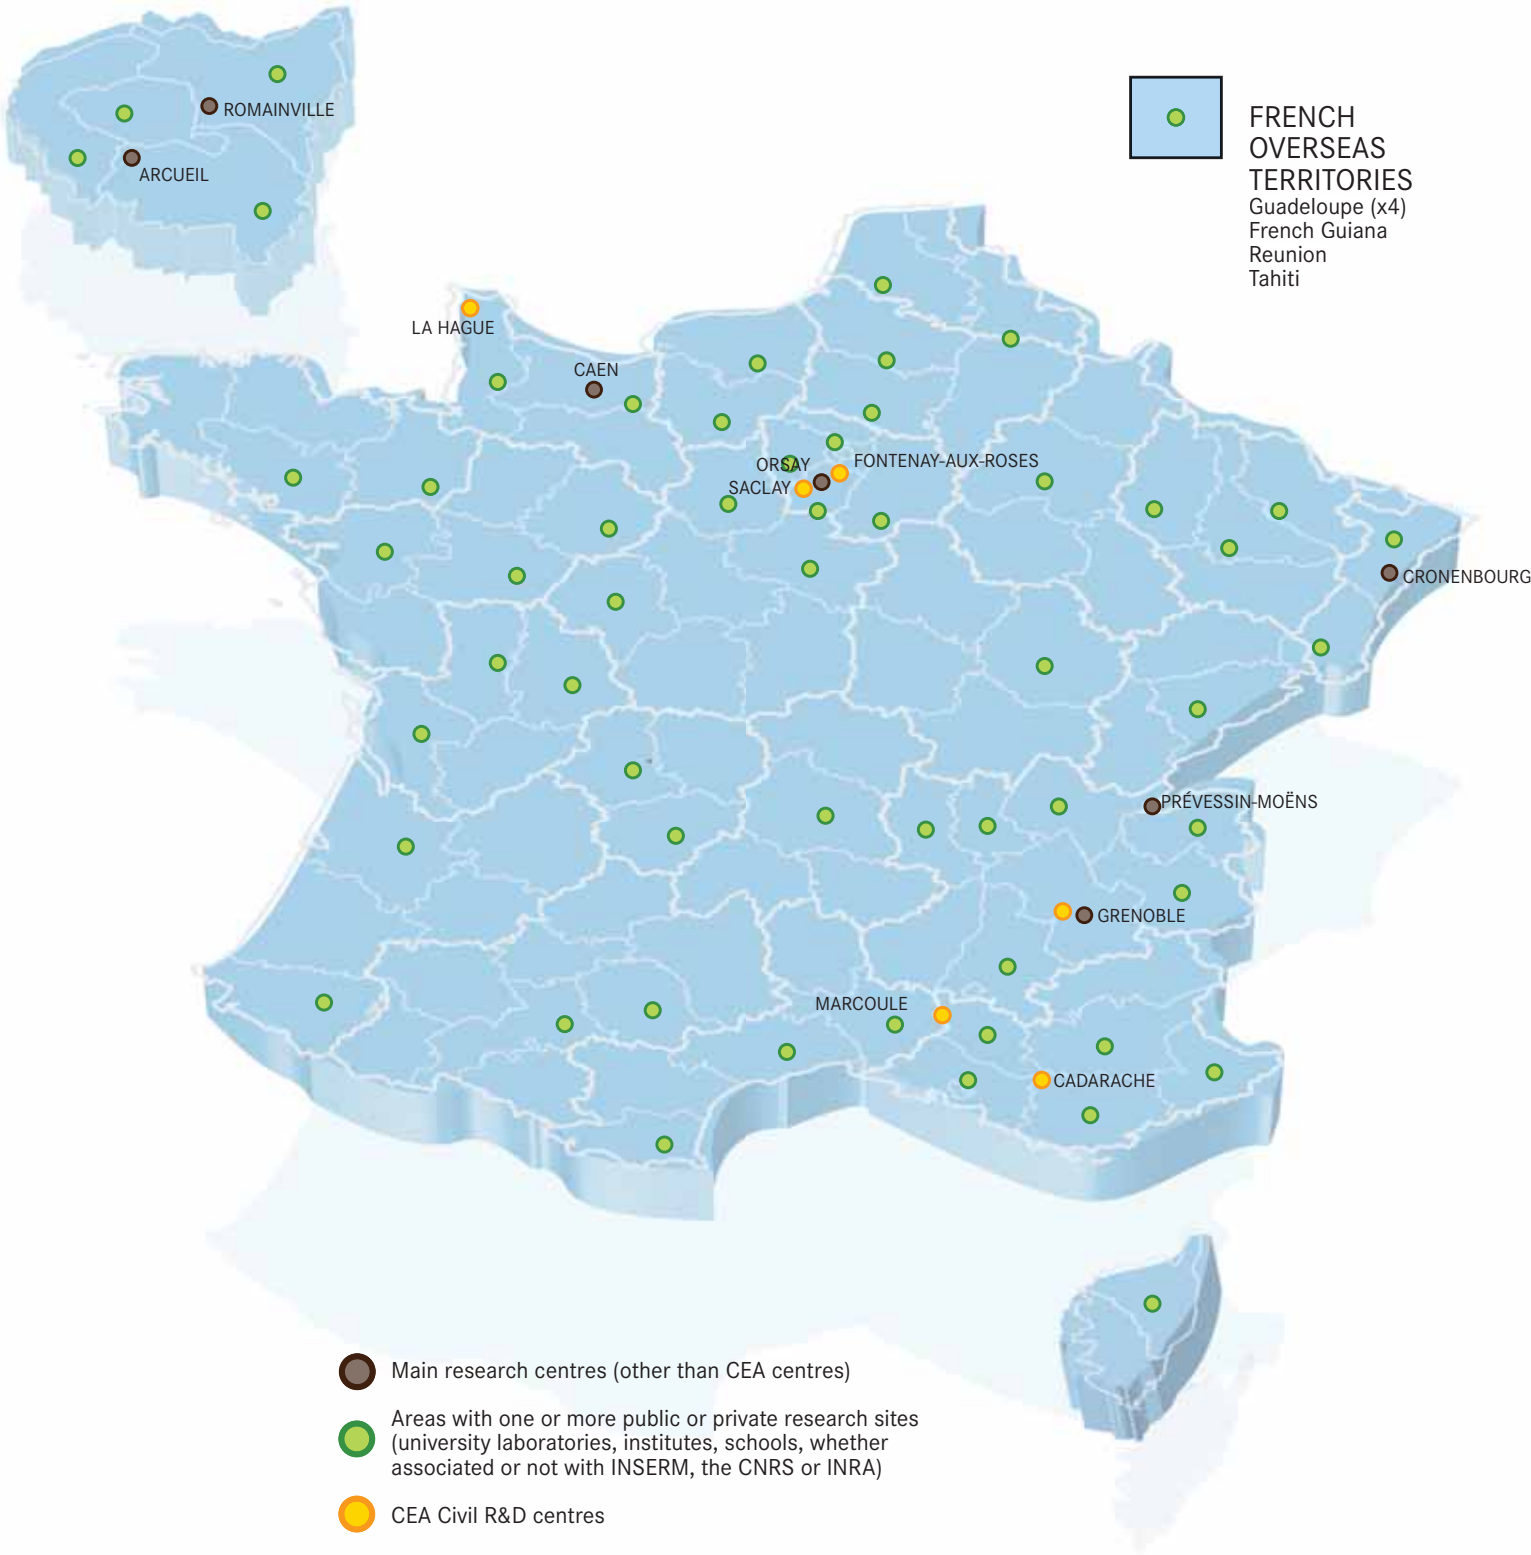 ROMAINVILLE
ARCUEIL
FRENCH
OVERSEAS
TERRITORIES
Guadeloupe (x4)
French Guiana
Reunion
Tahiti
LA HAGUE
CAEN
ORSAY
FONTENAY-AUX-ROSES
SACLAY
CRONENBOURG
PRÉVESSIN-MOËNS
GRENOBLE
MARCOULE
CADARACHE
Main research centres (other than CEA centres)
Areas with one or more public or private research sites
(university laboratories, institutes, schools, whether
associated or not with INSERM, the CNRS or INRA)
CEA Civil R&D centres